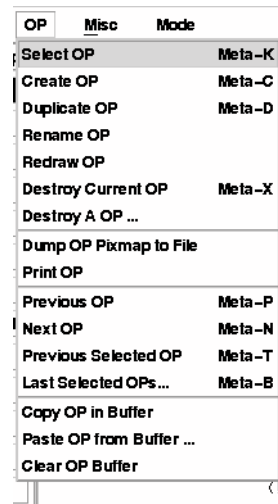 OP Misc Mode
Select OP Meta-K
Create OP Meta-C
Duplicate OP Meta-D
Rename OP
Redraw OP
Destroy Current OP Meta-X
Destroy A OP ...
Dump OP Pixmap to File
Print OP
Previous OP Meta-P
Next OP Meta-N
Previous Selected OP Meta-T
Last Selected OPs... Meta-B
Copy OP in Buffer
Paste OP from Buffer ...
Clear OP Buffer